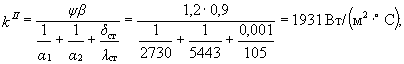 k^II = ψβ / (1/α₁ + 1/α₂ + δ_ст/λ_ст) = 1,2·0,9 / (1/2730 + 1/5443 + 0,001/105) = 1931 Вт/(м²·°С),